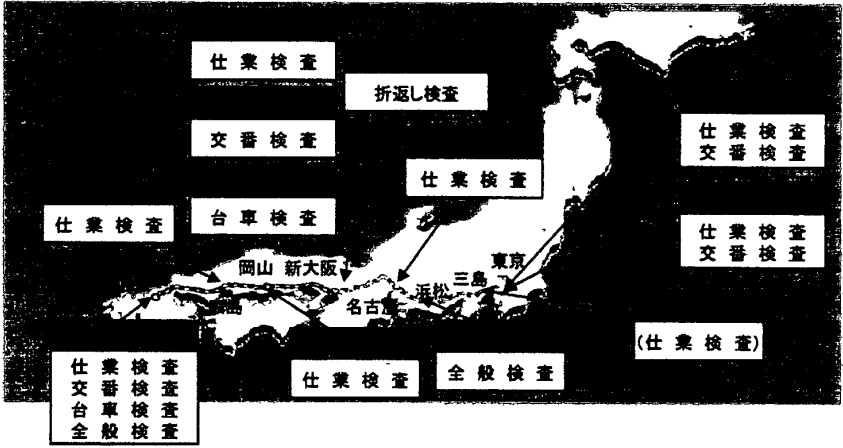 仕業検査
折返し検査
交番検査
仕業検査
交番検査
仕業検査
台車検査
仕業検査
仕業検査
交番検査
岡山
新大阪
東京
三島
浜松
名古屋
(仕業検査)
仕業検査
交番検査
台車検査
全般検査
仕業検査
全般検査